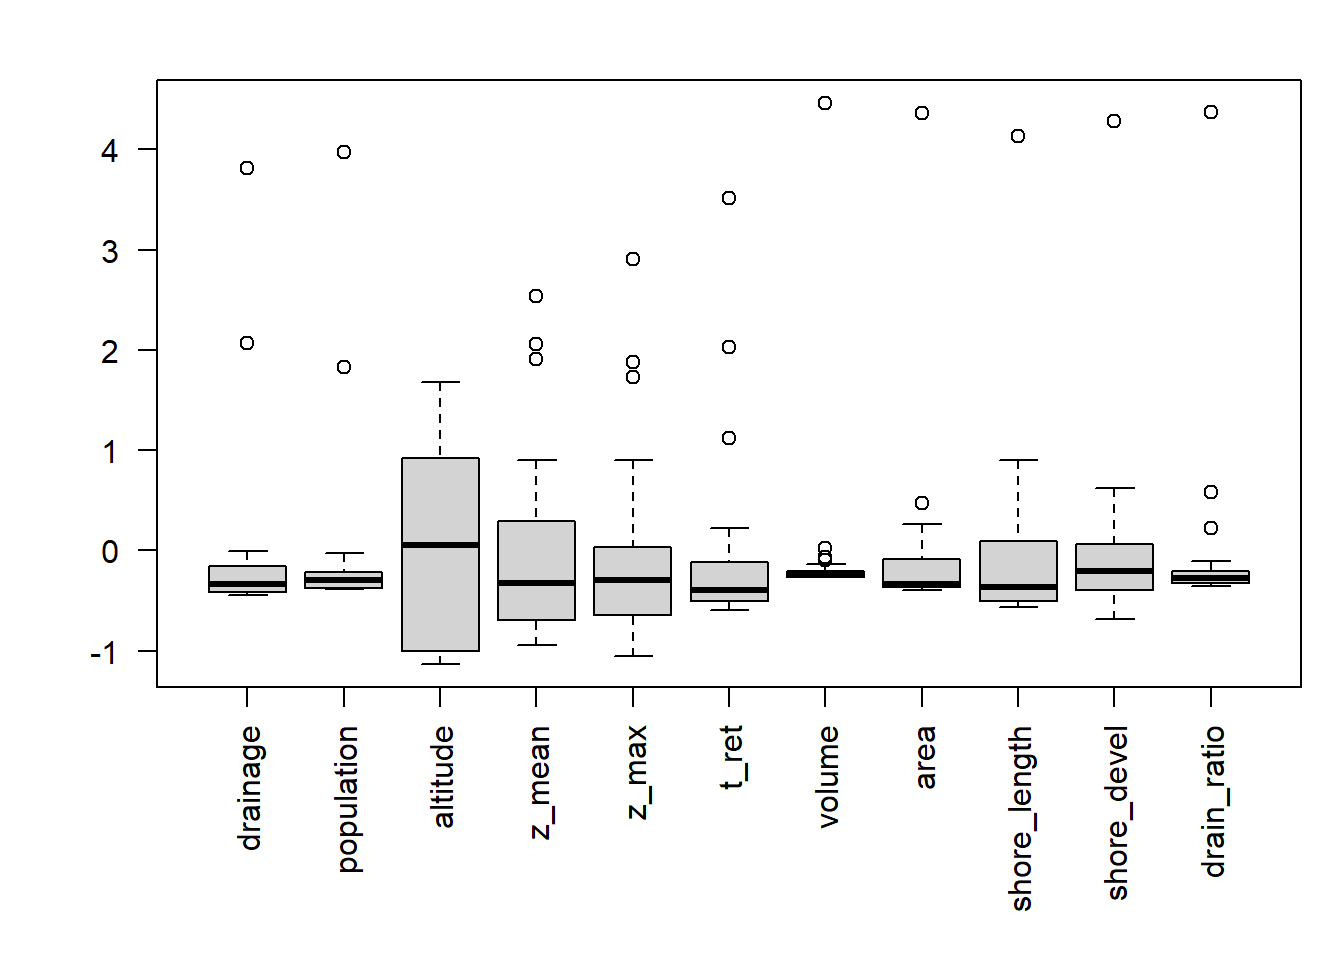 4
3
2
1
0
-1
drainage
population
altitude
z_mean
z_max
t_ret
volume
area
shore_length
shore_devel
drain_ratio